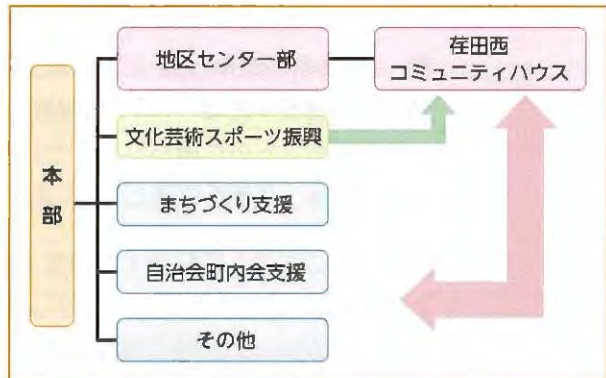 本部
地区センター部
荏田西
コミュニティハウス
文化芸術スポーツ振興
まちづくり支援
自治会町内会支援
その他